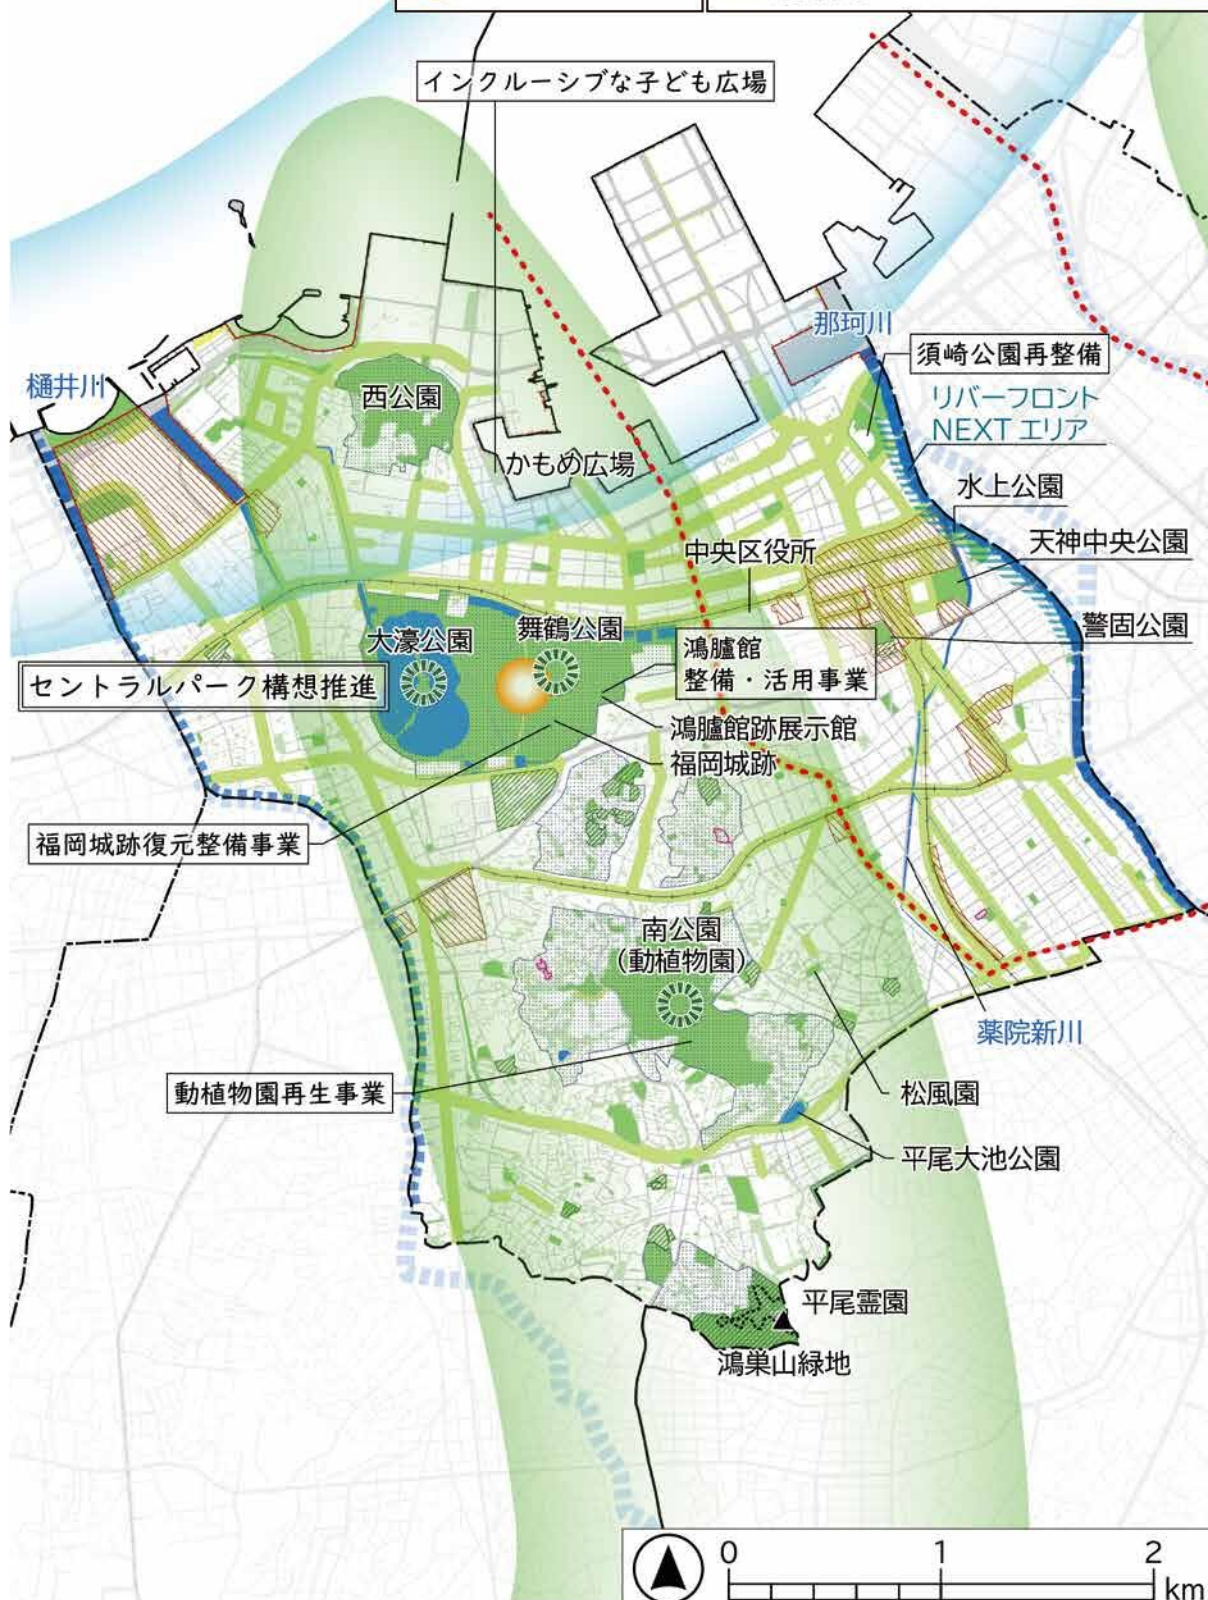 インクルーシブな子ども広場
那珂川
須崎公園再整備
樋井川
西公園
リバーフロント
NEXTエリア
かもめ広場
水上公園
中央区役所
天神中央公園
大濠公園
舞鶴公園
警固公園
鴻臚館
整備・活用事業
セントラルパーク構想推進
鴻臚館跡展示館
福岡城跡
福岡城跡復元整備事業
南公園
(動植物園)
薬院新川
動植物園再生事業
松風園
平尾大池公園
平尾霊園
鴻巣山緑地
0 1 2
km